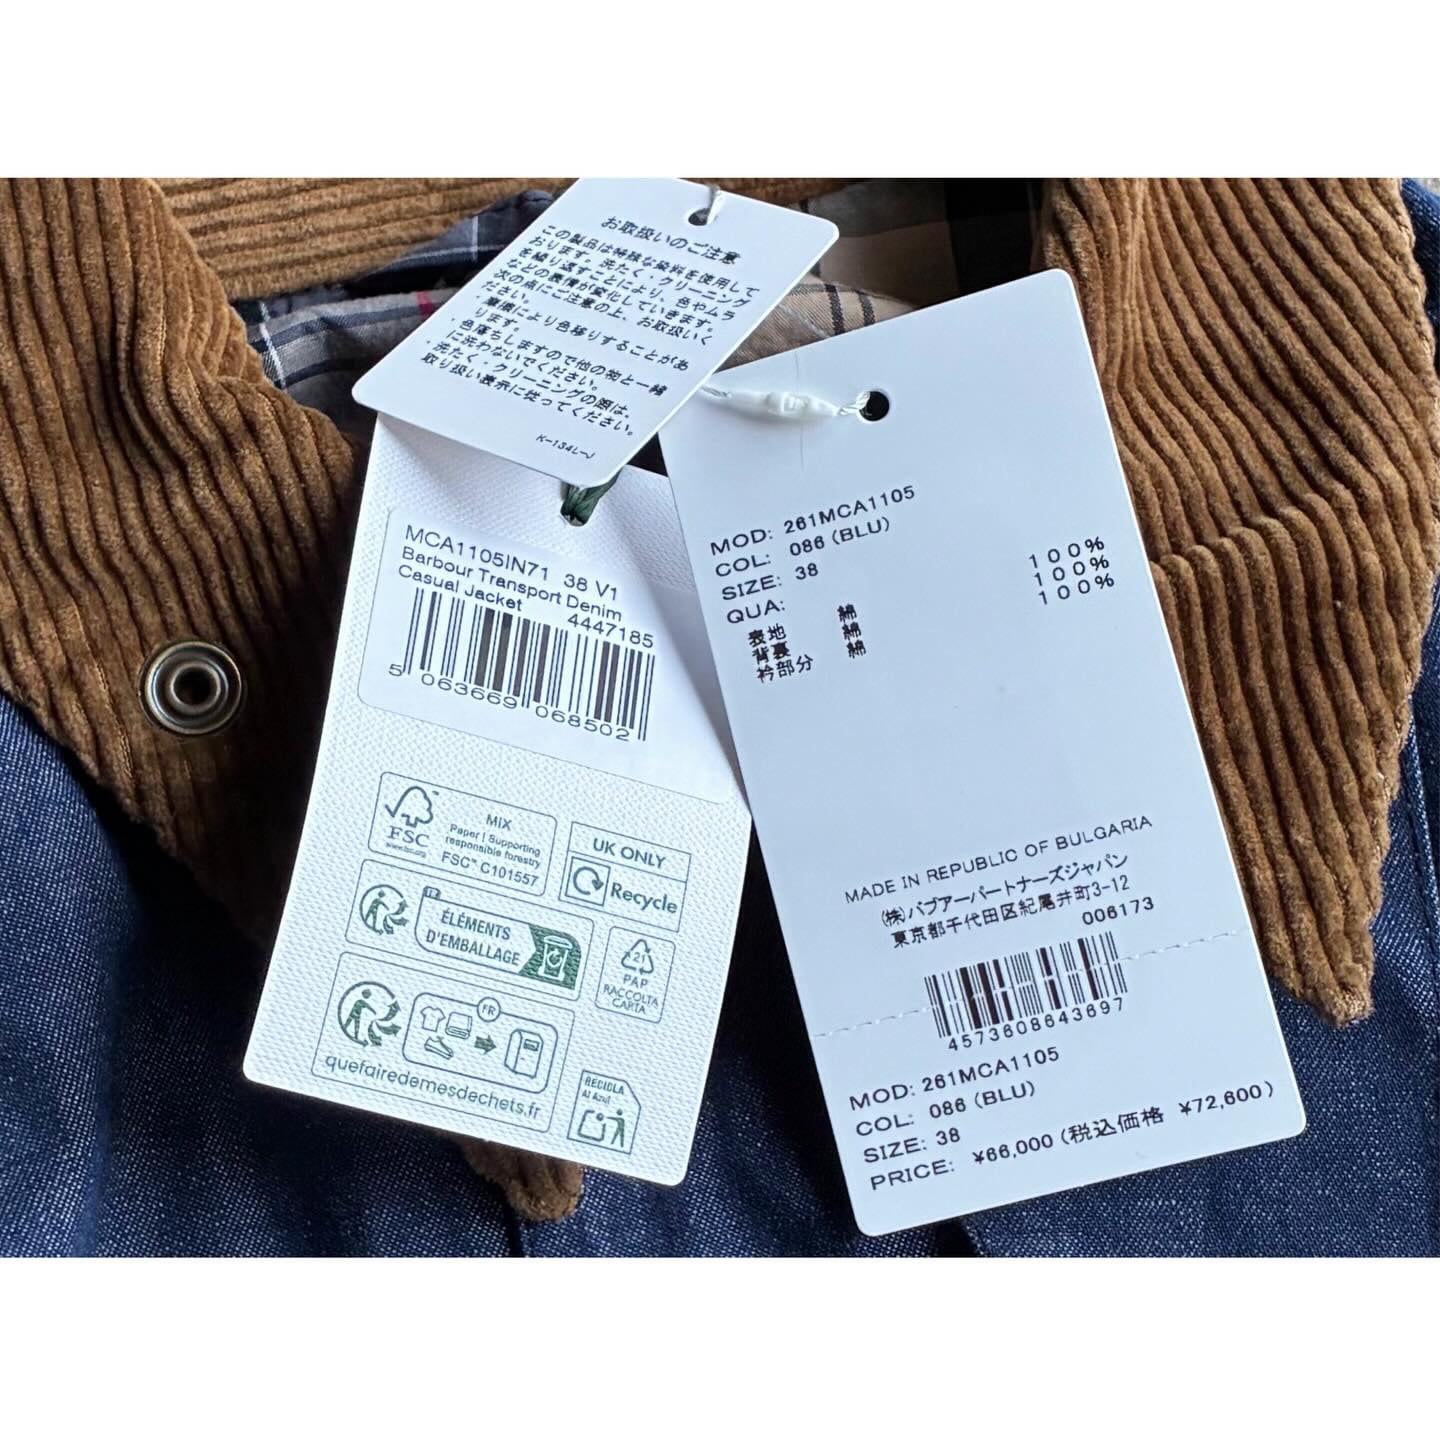 お取扱いのご注意
この製品は特殊な染料を使用して
おります。洗たく・クリーニング
を繰り返すことにより、色やムラ
などの表情が変化していきます。
次の点にご注意の上、お取扱いく
ださい。
・摩擦により色移りすることがあ
ります。
・色落ちしますので他の物と一緒
に洗わないでください。
・洗たく・クリーニングの際は、
取り扱い表示に従ってください。
K-134L-J
MCA1105IN71 38 V1
Barbour Transport Denim
Casual Jacket
4447185
5 063669 068502
FSC
www.fsc.org
MIX
Paper | Supporting
responsible forestry
FSC™ C101557
UK ONLY
Recycle
ÉLÉMENTS
D'EMBALLAGE
21
PAP
RACCOLTA
CARTA
FR
quefairedemesdechets.fr
RECICLA
Al Azul
MOD: 261MCA1105
COL: 086 (BLU)
SIZE: 38
QUA:
表地 綿 100%
背裏 綿 100%
衿部分 綿 100%
MADE IN REPUBLIC OF BULGARIA
(株)バブアーパートナーズジャパン
東京都千代田区紀尾井町3-12
006173
4573608643697
MOD: 261MCA1105
COL: 086 (BLU)
SIZE: 38
PRICE: ¥66,000 (税込価格 ¥72,600)